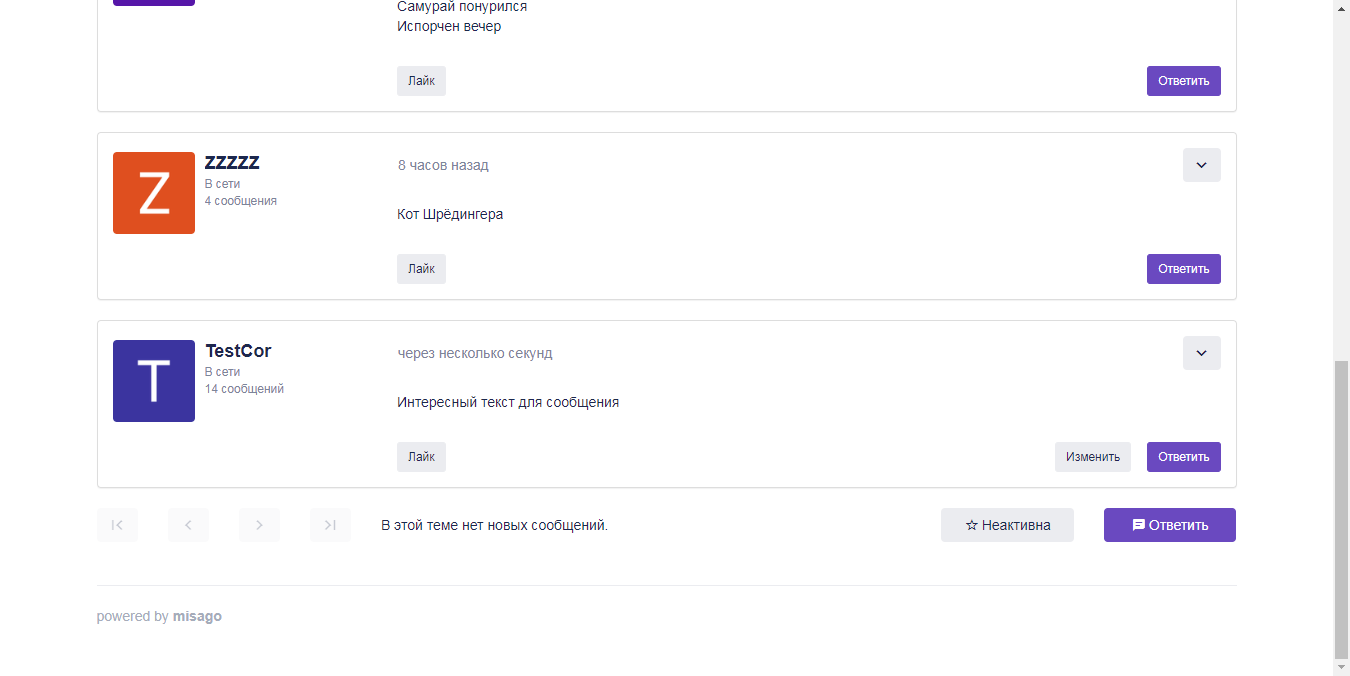 Самурай понурился
Испорчен вечер
Лайк
Ответить
Z
zzzzz
В сети
4 сообщения
8 часов назад
Кот Шрёдингера
Лайк
Ответить
T
TestCor
В сети
14 сообщений
через несколько секунд
Интересный текст для сообщения
Лайк
Изменить
Ответить
В этой теме нет новых сообщений.
Неактивна
Ответить
powered by misago